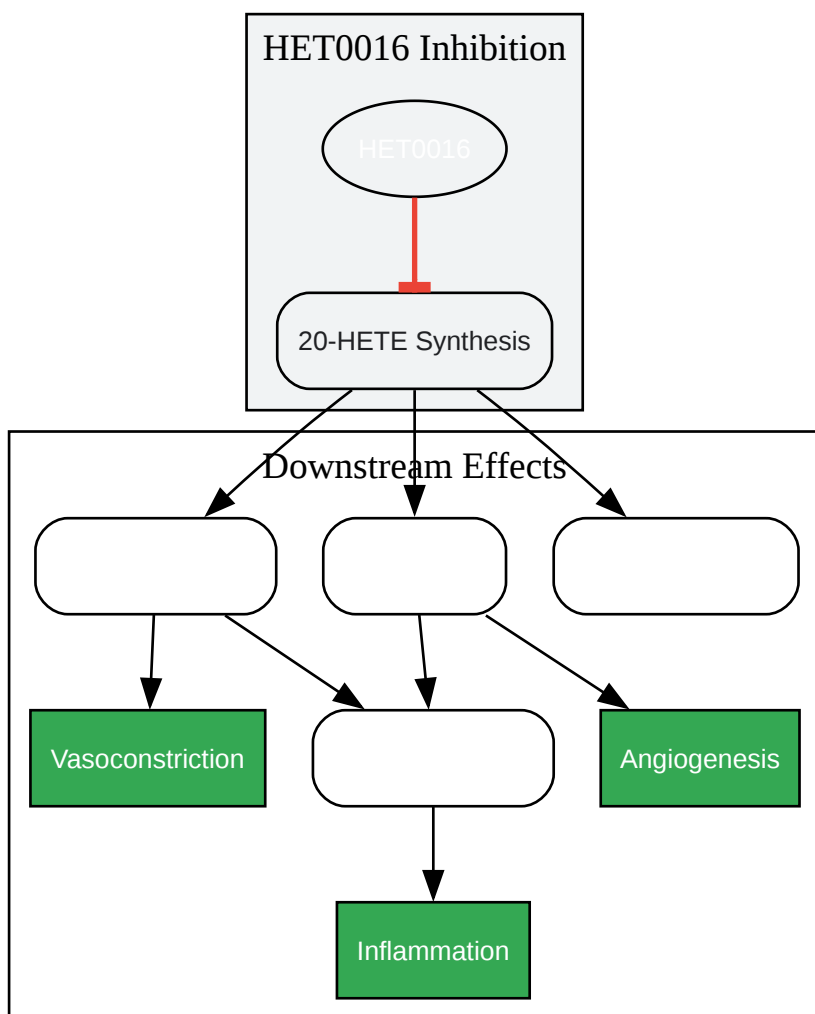 HET0016 Inhibition
HET0016
20-HETE Synthesis
Downstream Effects
Vasoconstriction
Angiogenesis
Inflammation